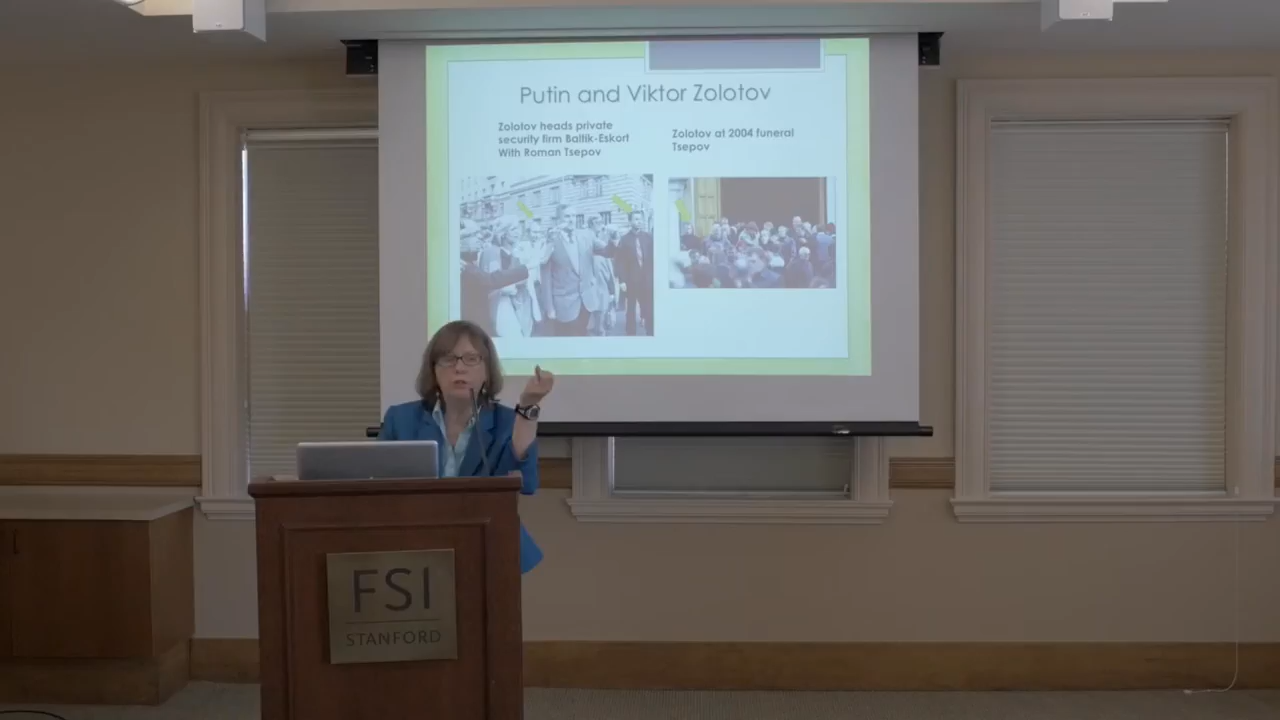 Putin and Viktor Zolotov
Zolotov heads private
security firm Baltik-Eskort
With Roman Tsepov
Zolotov at 2004 funeral
Tsepov
FSI
STANFORD